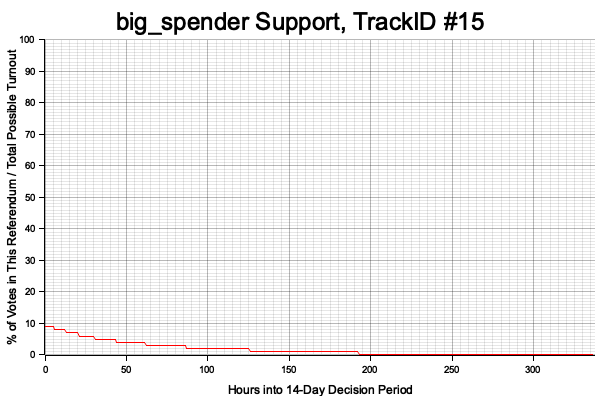 big_spender Support, TrackID #15
% of Votes in This Referendum / Total Possible Turnout
100
90
80
70
60
50
40
30
20
10
0
0 50 100 150 200 250 300
Hours into 14-Day Decision Period